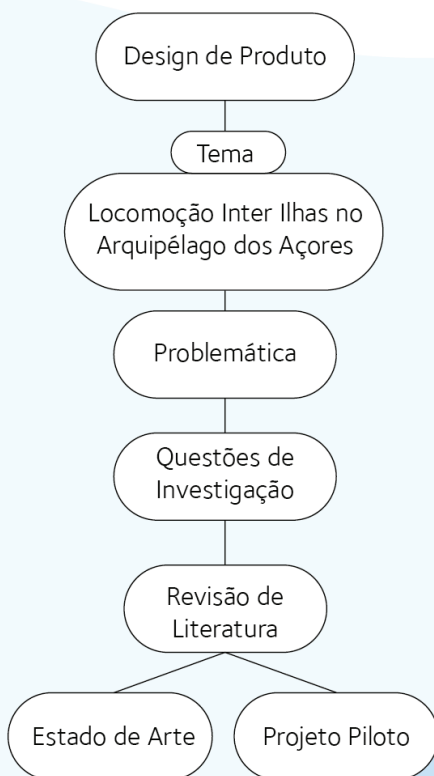 Design de Produto
Tema
Locomoção Inter Ilhas no
Arquipélago dos Açores
Problemática
Questões de
Investigação
Revisão de
Literatura
Estado de Arte
Projeto Piloto